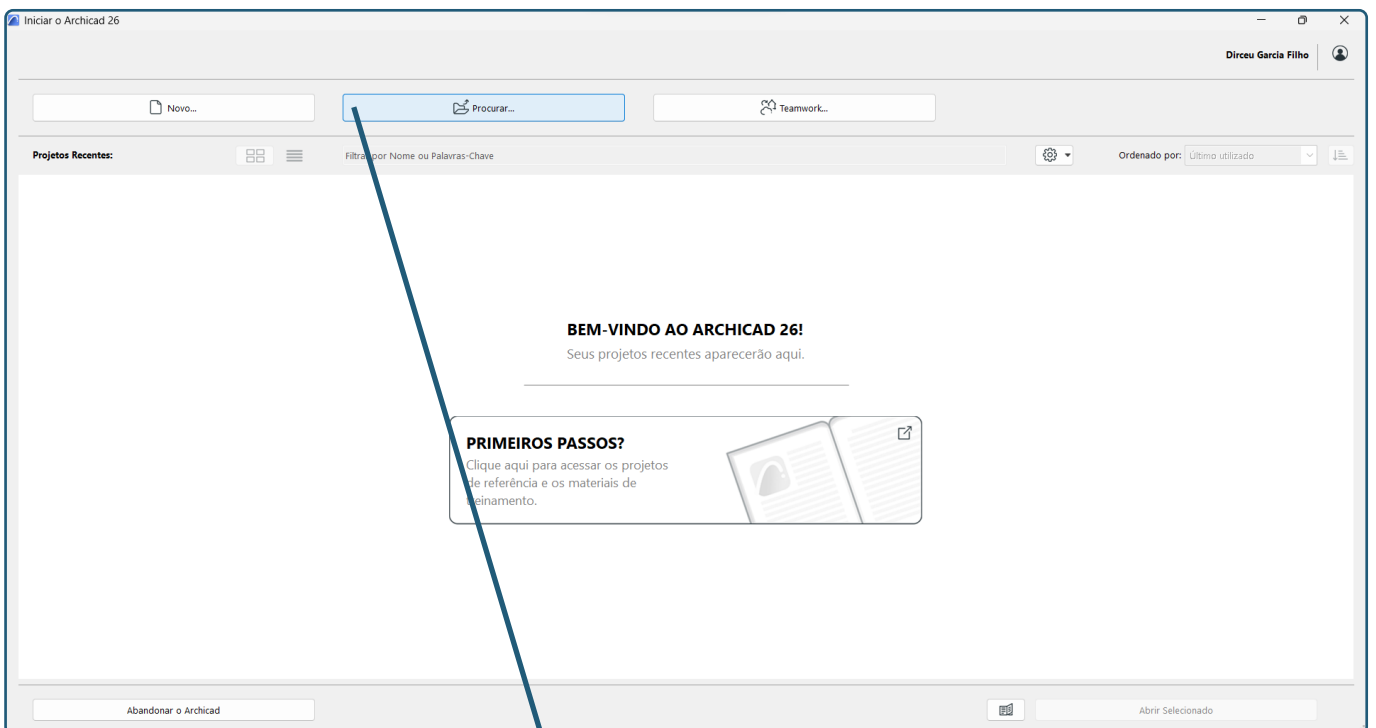 Iniciar o Archicad 26
Dirceu Garcia Filho
Novo...
Procurar...
Teamwork...
Projetos Recentes:
Filtrar por Nome ou Palavras-Chave
Ordenado por:
Último utilizado
BEM-VINDO AO ARCHICAD 26!
Seus projetos recentes aparecerão aqui.
PRIMEIROS PASSOS?
Clique aqui para acessar os projetos
de referência e os materiais de
treinamento.
Abandonar o Archicad
Abrir Selecionado